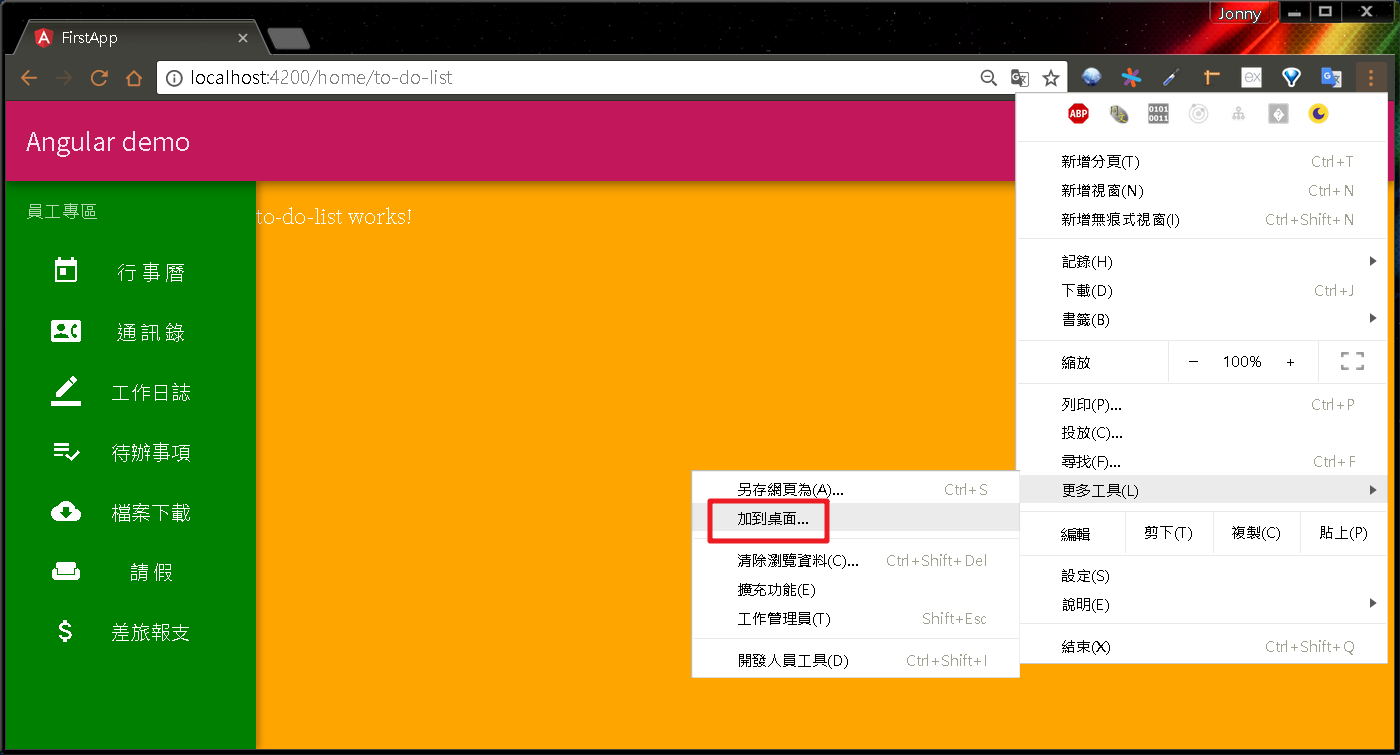 Jonny
FirstApp
localhost:4200/home/to-do-list
ex
ABP
0101
0011
Angular demo
員工專區
行事曆
通訊錄
工作日誌
待辦事項
檔案下載
請假
差旅報支
to-do-list works!
新增分頁(T) Ctrl+T
新增視窗(N) Ctrl+N
新增無痕式視窗(I) Ctrl+Shift+N
記錄(H)
下載(D) Ctrl+J
書籤(B)
縮放 − 100% +
列印(P)... Ctrl+P
投放(C)...
尋找(F)... Ctrl+F
更多工具(L)
編輯 剪下(T) 複製(C) 貼上(P)
設定(S)
說明(E)
結束(X) Ctrl+Shift+Q
另存網頁為(A)... Ctrl+S
加到桌面...
清除瀏覽資料(C)... Ctrl+Shift+Del
擴充功能(E)
工作管理員(T) Shift+Esc
開發人員工具(D) Ctrl+Shift+I